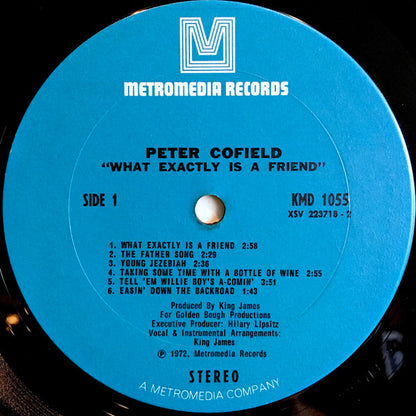 M
METROMEDIA RECORDS
PETER COFIELD
"WHAT EXACTLY IS A FRIEND"
SIDE 1
KMD 1055
XSV 223718 - 2
1. WHAT EXACTLY IS A FRIEND 2:58
2. THE FATHER SONG 2:29
3. YOUNG JEZEBIAH 2:36
4. TAKING SOME TIME WITH A BOTTLE OF WINE 2:55
5. TELL 'EM WILLIE BOY'S A-COMIN' 2:51
6. EASIN' DOWN THE BACKROAD 1:43
Produced By King James
For Golden Bough Productions
Executive Producer: Hilary Lipsitz
Vocal & Instrumental Arrangements:
King James
℗ 1972, Metromedia Records
STEREO
A METROMEDIA COMPANY